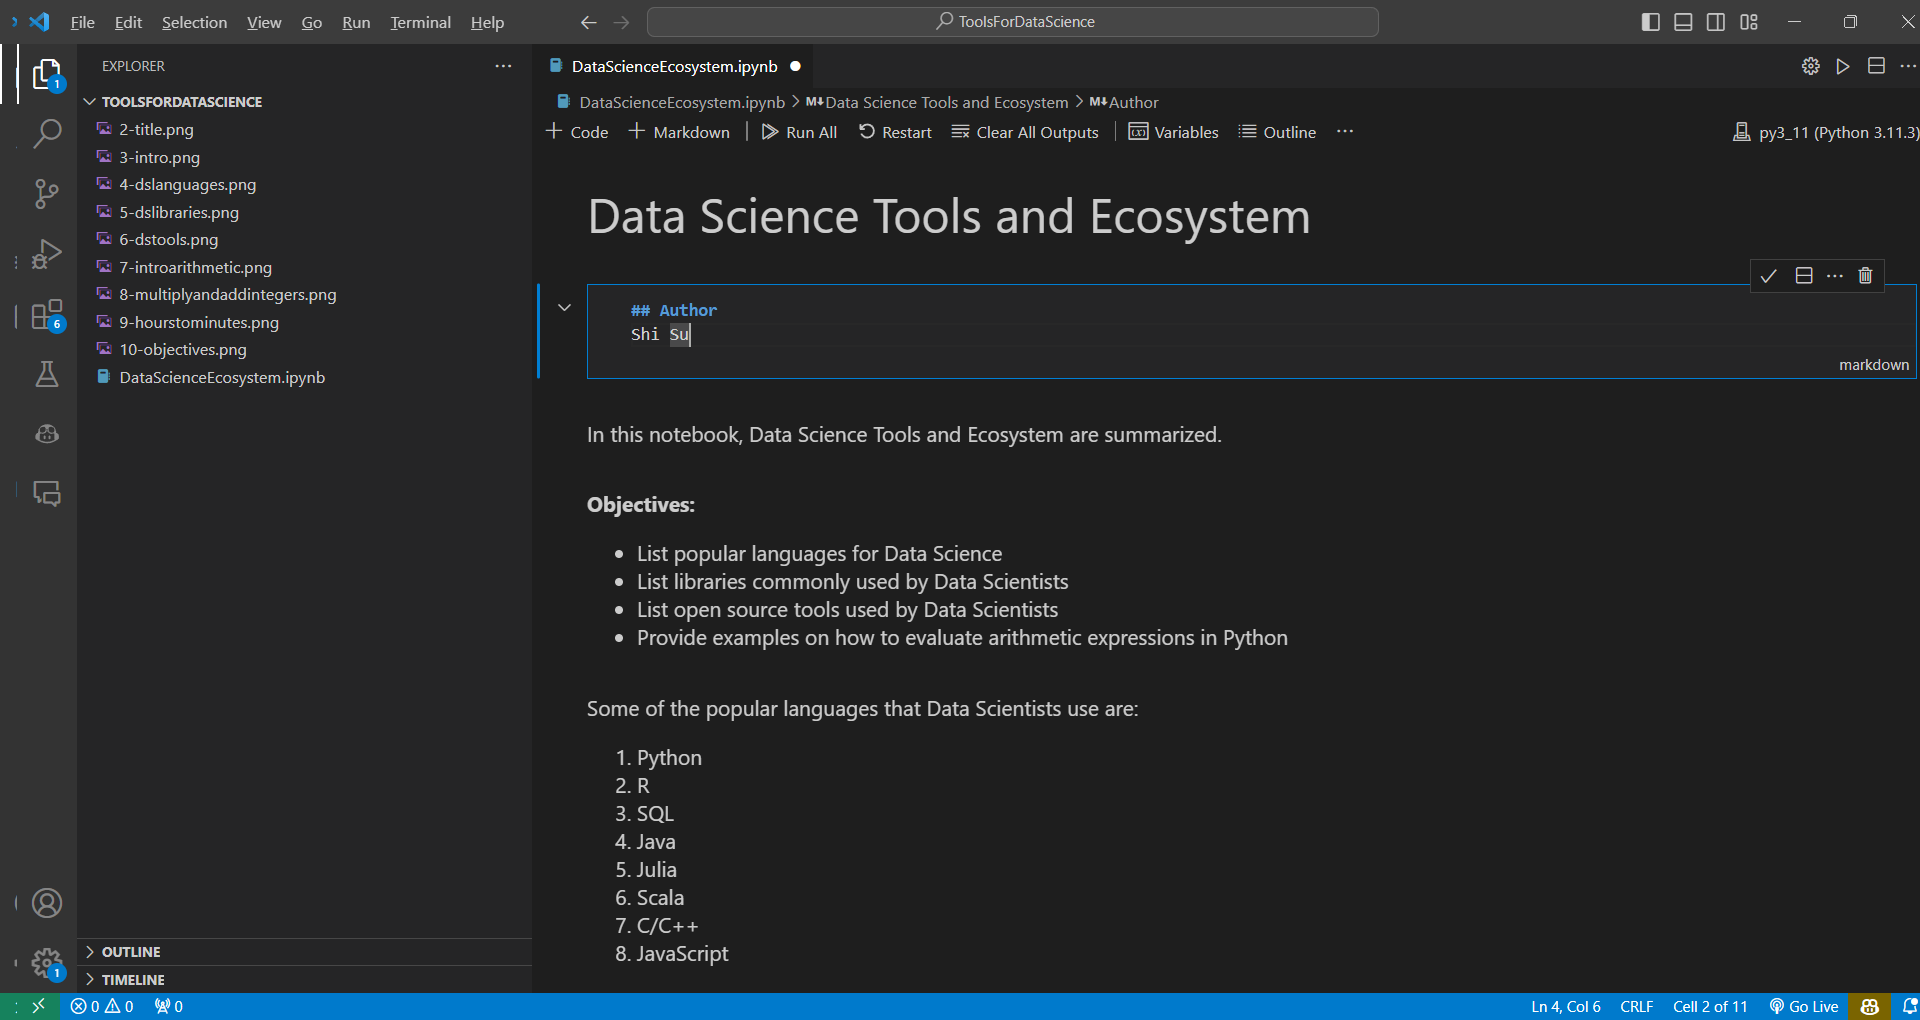 File Edit Selection View Go Run Terminal Help
ToolsForDataScience
EXPLORER
TOOLSFORDATASCIENCE
2-title.png
3-intro.png
4-dslanguages.png
5-dslibraries.png
6-dstools.png
7-introarithmetic.png
8-multiplyandaddintegers.png
9-hourstominutes.png
10-objectives.png
DataScienceEcosystem.ipynb
OUTLINE
TIMELINE
1
6
1
DataScienceEcosystem.ipynb
DataScienceEcosystem.ipynb > M↓Data Science Tools and Ecosystem > M↓Author
+ Code + Markdown | Run All Restart Clear All Outputs | Variables Outline ···
py3_11 (Python 3.11.3)
Data Science Tools and Ecosystem
## Author
Shi Su
markdown
In this notebook, Data Science Tools and Ecosystem are summarized.
Objectives:
• List popular languages for Data Science
• List libraries commonly used by Data Scientists
• List open source tools used by Data Scientists
• Provide examples on how to evaluate arithmetic expressions in Python
Some of the popular languages that Data Scientists use are:
1. Python
2. R
3. SQL
4. Java
5. Julia
6. Scala
7. C/C++
8. JavaScript
0 0 0
Ln 4, Col 6 CRLF Cell 2 of 11 Go Live